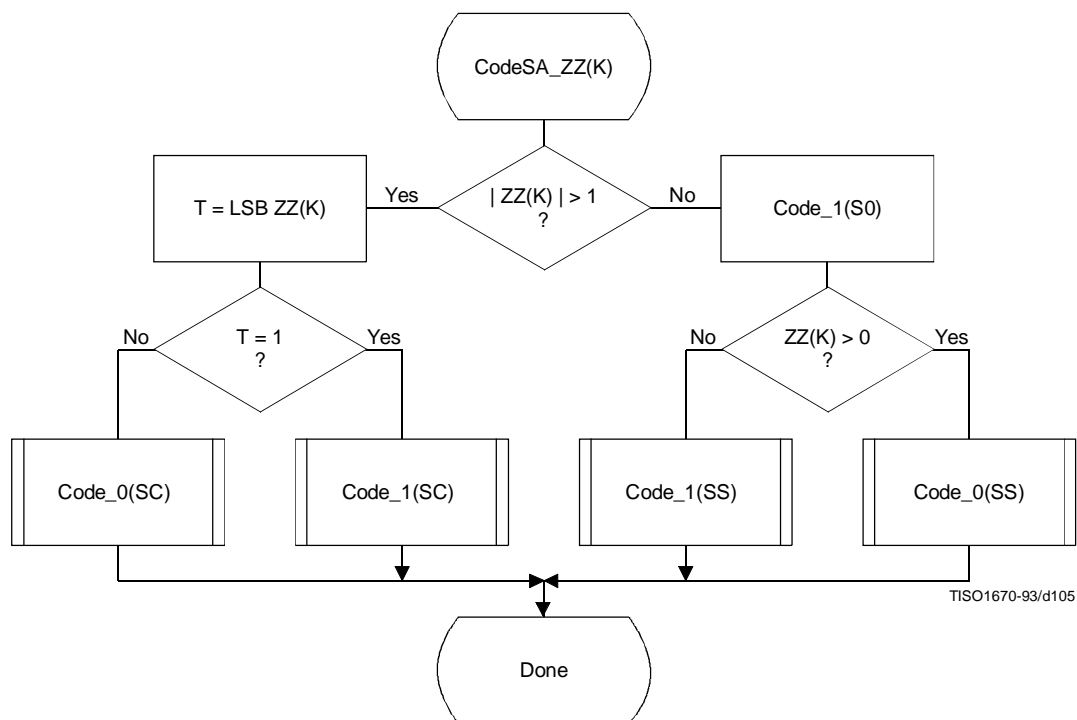 CodeSA_ZZ(K)
T = LSB ZZ(K)
Yes
| ZZ(K) | > 1
?
No
Code_1(S0)
No
T = 1
?
Yes
No
ZZ(K) > 0
?
Yes
Code_0(SC)
Code_1(SC)
Code_1(SS)
Code_0(SS)
TISO1670-93/d105
Done